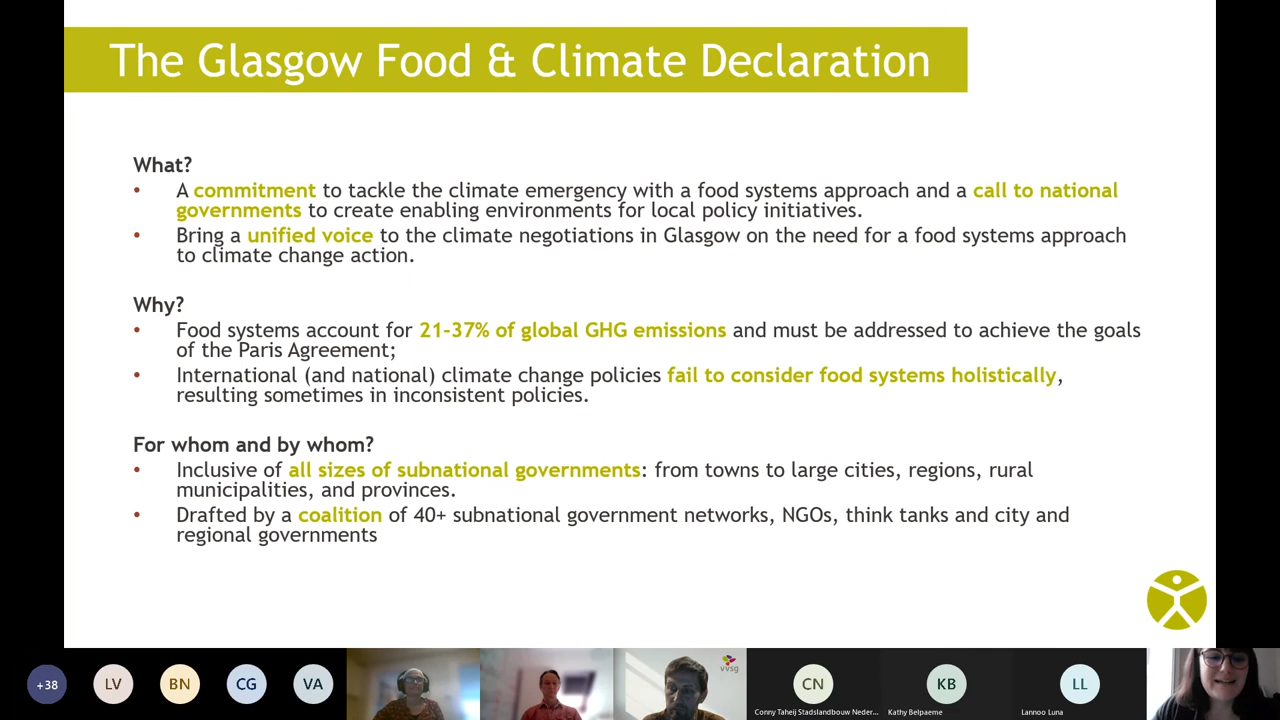 The Glasgow Food & Climate Declaration
What?
• A commitment to tackle the climate emergency with a food systems approach and a call to national
governments to create enabling environments for local policy initiatives.
• Bring a unified voice to the climate negotiations in Glasgow on the need for a food systems approach
to climate change action.
Why?
• Food systems account for 21-37% of global GHG emissions and must be addressed to achieve the goals
of the Paris Agreement;
• International (and national) climate change policies fail to consider food systems holistically,
resulting sometimes in inconsistent policies.
For whom and by whom?
• Inclusive of all sizes of subnational governments: from towns to large cities, regions, rural
municipalities, and provinces.
• Drafted by a coalition of 40+ subnational government networks, NGOs, think tanks and city and
regional governments
+38
LV
BN
CG
VA
vvsg
CN
Conny Taheij Stadslandbouw Neder...
KB
Kathy Belpaeme
LL
Lannoo Luna